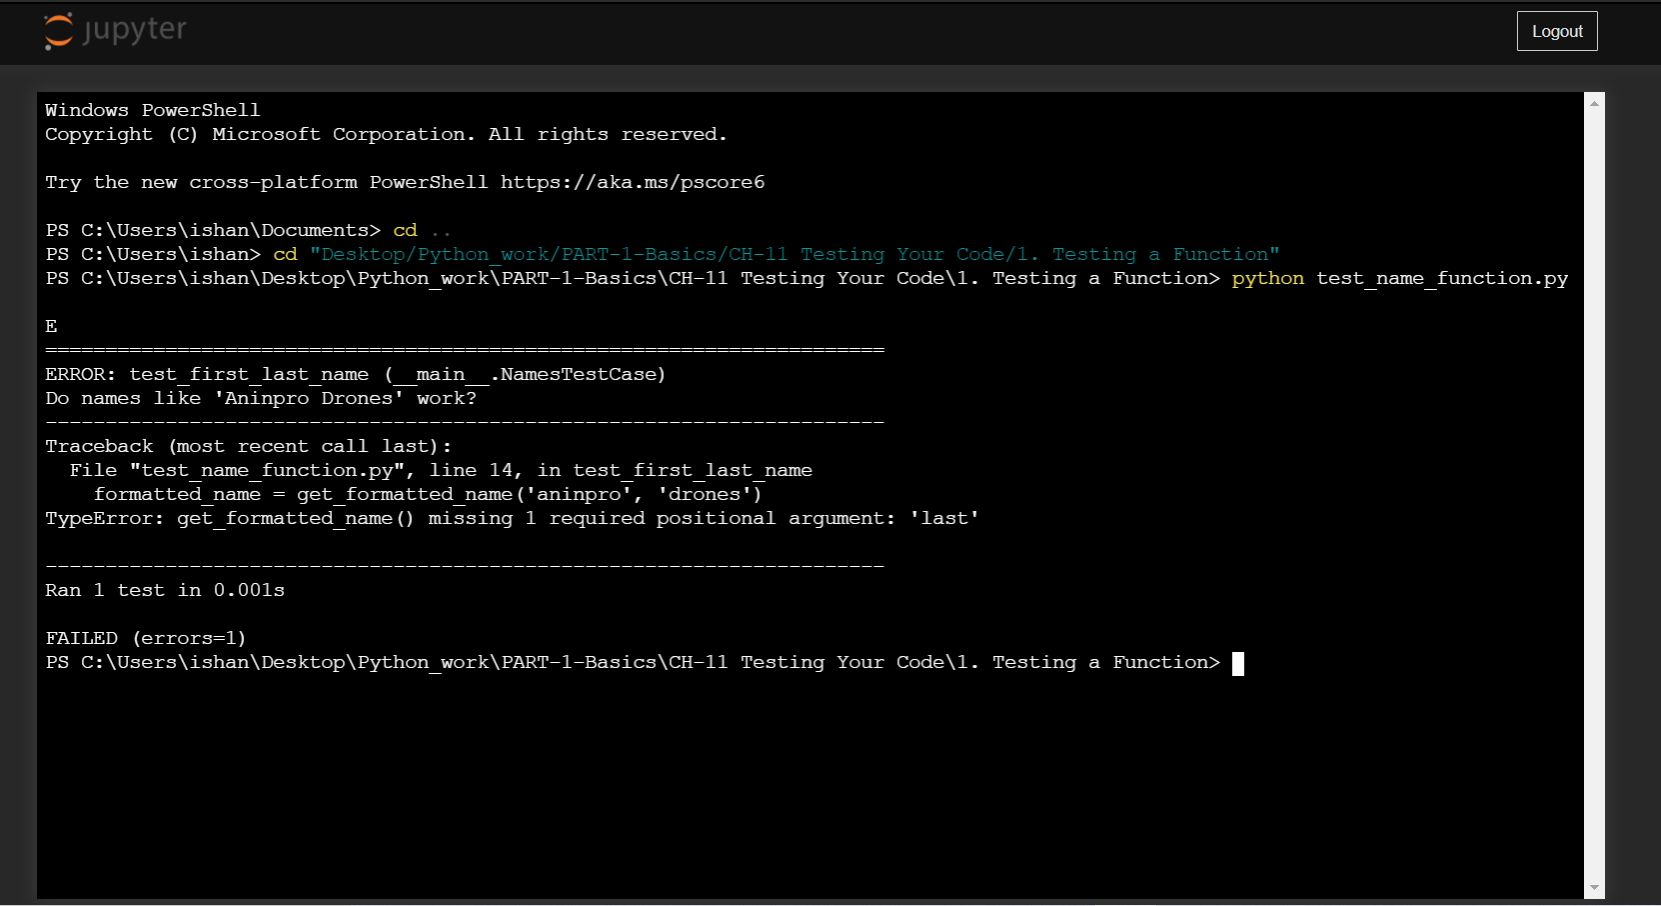 jupyter
Logout
Windows PowerShell
Copyright (C) Microsoft Corporation. All rights reserved.
Try the new cross-platform PowerShell https://aka.ms/pscore6
PS C:\Users\ishan\Documents> cd ..
PS C:\Users\ishan> cd "Desktop/Python_work/PART-1-Basics/CH-11 Testing Your Code/1. Testing a Function"
PS C:\Users\ishan\Desktop\Python_work\PART-1-Basics\CH-11 Testing Your Code\1. Testing a Function> python test_name_function.py
E
======================================================================
ERROR: test_first_last_name (__main__.NamesTestCase)
Do names like 'Aninpro Drones' work?
----------------------------------------------------------------------
Traceback (most recent call last):
  File "test_name_function.py", line 14, in test_first_last_name
    formatted_name = get_formatted_name('aninpro', 'drones')
TypeError: get_formatted_name() missing 1 required positional argument: 'last'
----------------------------------------------------------------------
Ran 1 test in 0.001s
FAILED (errors=1)
PS C:\Users\ishan\Desktop\Python_work\PART-1-Basics\CH-11 Testing Your Code\1. Testing a Function>